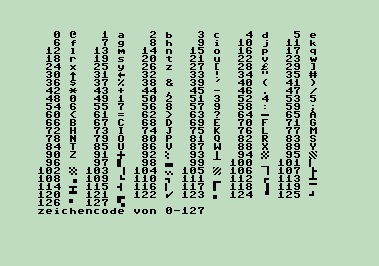 0 @ 1 a 2 b 3 c 4 d 5 e
6 f 7 g 8 h 9 i 10 j 11 k
12 l 13 m 14 n 15 o 16 p 17 q
18 r 19 s 20 t 21 u 22 v 23 w
24 x 25 y 26 z 27 [ 28 £ 29 ]
30 ↑ 31 ← 32 33 ! 34 " 35 #
36 $ 37 % 38 & 39 ' 40 ( 41 )
42 * 43 + 44 , 45 - 46 . 47 /
48 0 49 1 50 2 51 3 52 4 53 5
54 6 55 7 56 8 57 9 58 : 59 ;
60 < 61 = 62 > 63 ? 64 ─ 65 A
66 B 67 C 68 D 69 E 70 F 71 G
72 H 73 I 74 J 75 K 76 L 77 M
78 N 79 O 80 P 81 Q 82 R 83 S
84 T 85 U 86 V 87 W 88 X 89 Y
90 Z 91 92 93 94 95
96 97 98 99 100 101
102 103 104 105 106 107
108 109 110 111 112 113
114 115 116 117 118 119
120 121 122 ✓ 123 124 125
126 127
zeichencode von 0-127